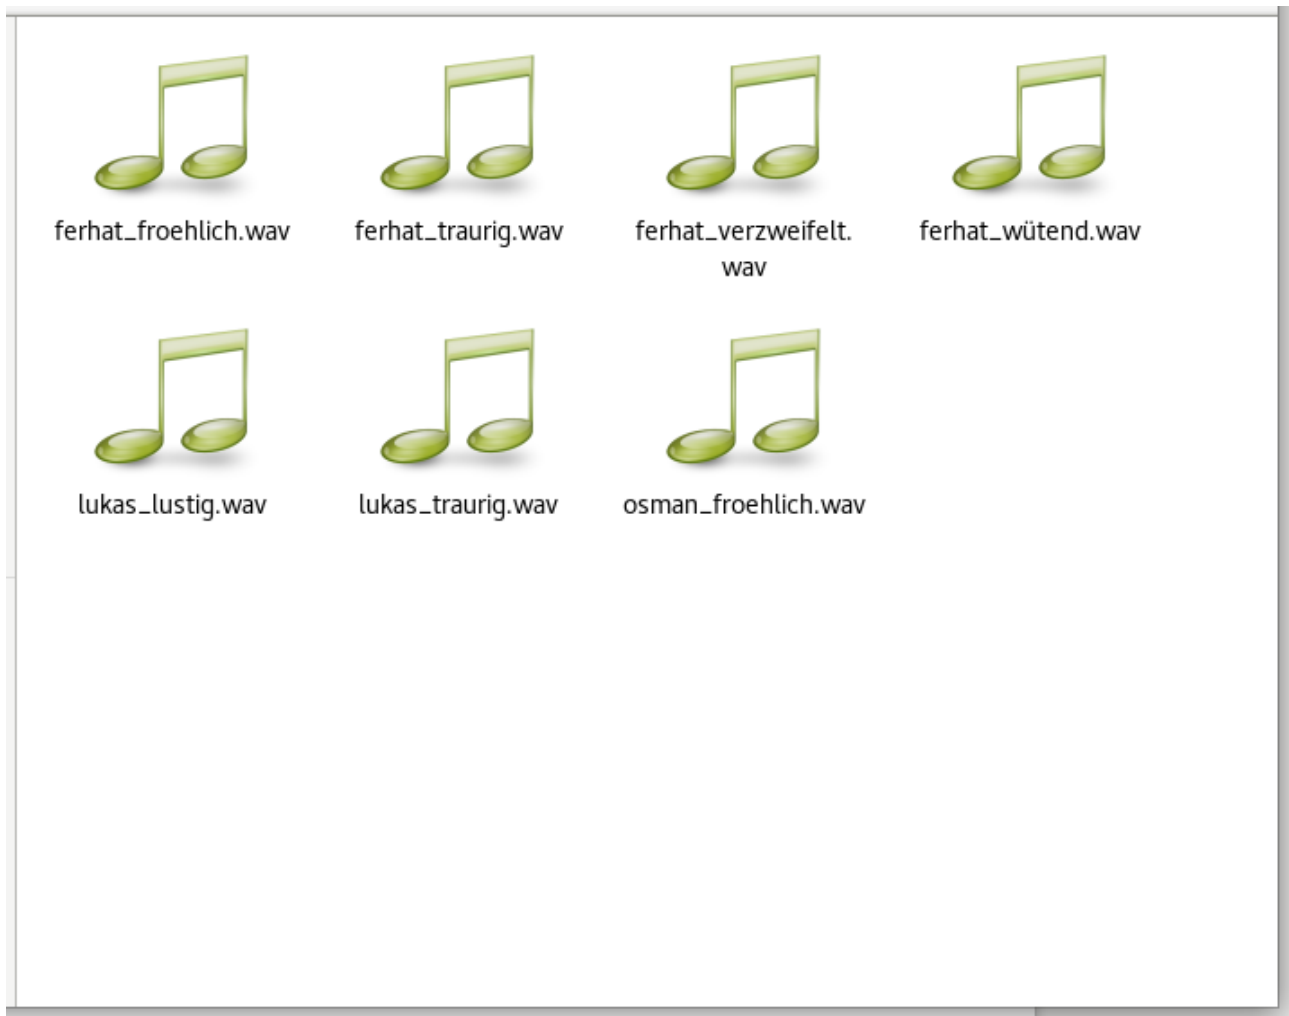 ferhat_froehlich.wav
ferhat_traurig.wav
ferhat_verzweifelt.
wav
ferhat_wütend.wav
lukas_lustig.wav
lukas_traurig.wav
osman_froehlich.wav